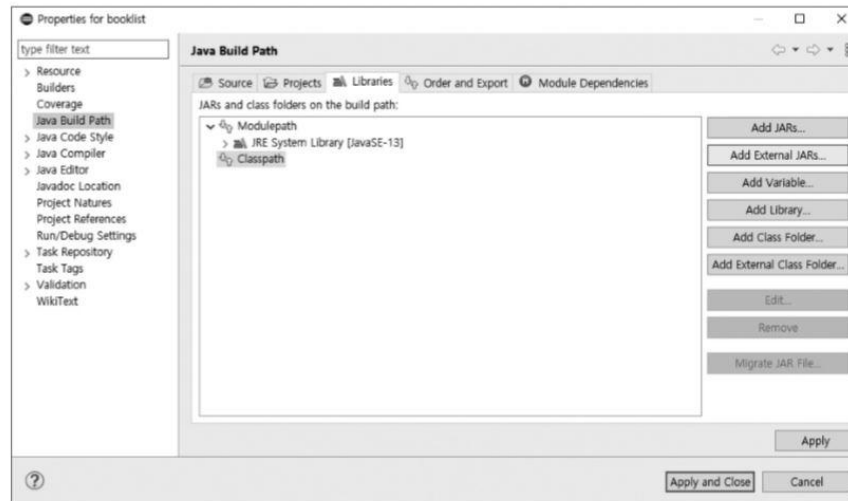 Properties for booklist
type filter text
Resource
Builders
Coverage
Java Build Path
Java Code Style
Java Compiler
Java Editor
Javadoc Location
Project Natures
Project References
Run/Debug Settings
Task Repository
Task Tags
Validation
WikiText
Java Build Path
Source Projects Libraries Order and Export Module Dependencies
JARs and class folders on the build path:
Modulepath
JRE System Library [JavaSE-13]
Classpath
Add JARs...
Add External JARs...
Add Variable...
Add Library...
Add Class Folder...
Add External Class Folder...
Edit...
Remove
Migrate JAR File...
Apply
Apply and Close Cancel